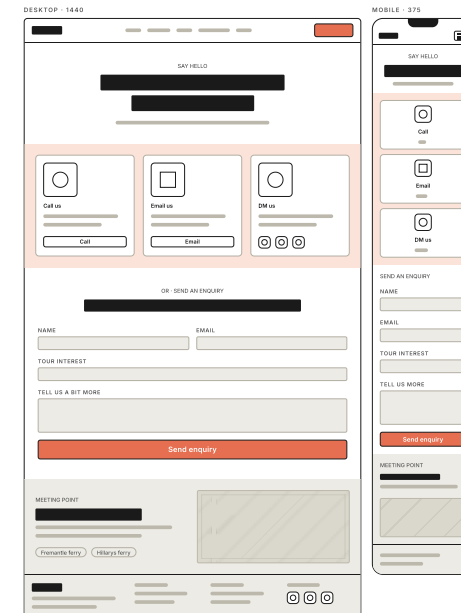 DESKTOP · 1440
SAY HELLO
Call us
Email us
DM us
Call
Email
OR · SEND AN ENQUIRY
NAME
EMAIL
TOUR INTEREST
TELL US A BIT MORE
Send enquiry
MEETING POINT
Fremantle ferry
Hillarys ferry
MOBILE · 375
SAY HELLO
Call
Email
DM us
SEND AN ENQUIRY
NAME
EMAIL
TOUR INTEREST
TELL US MORE
Send enquiry
MEETING POINT